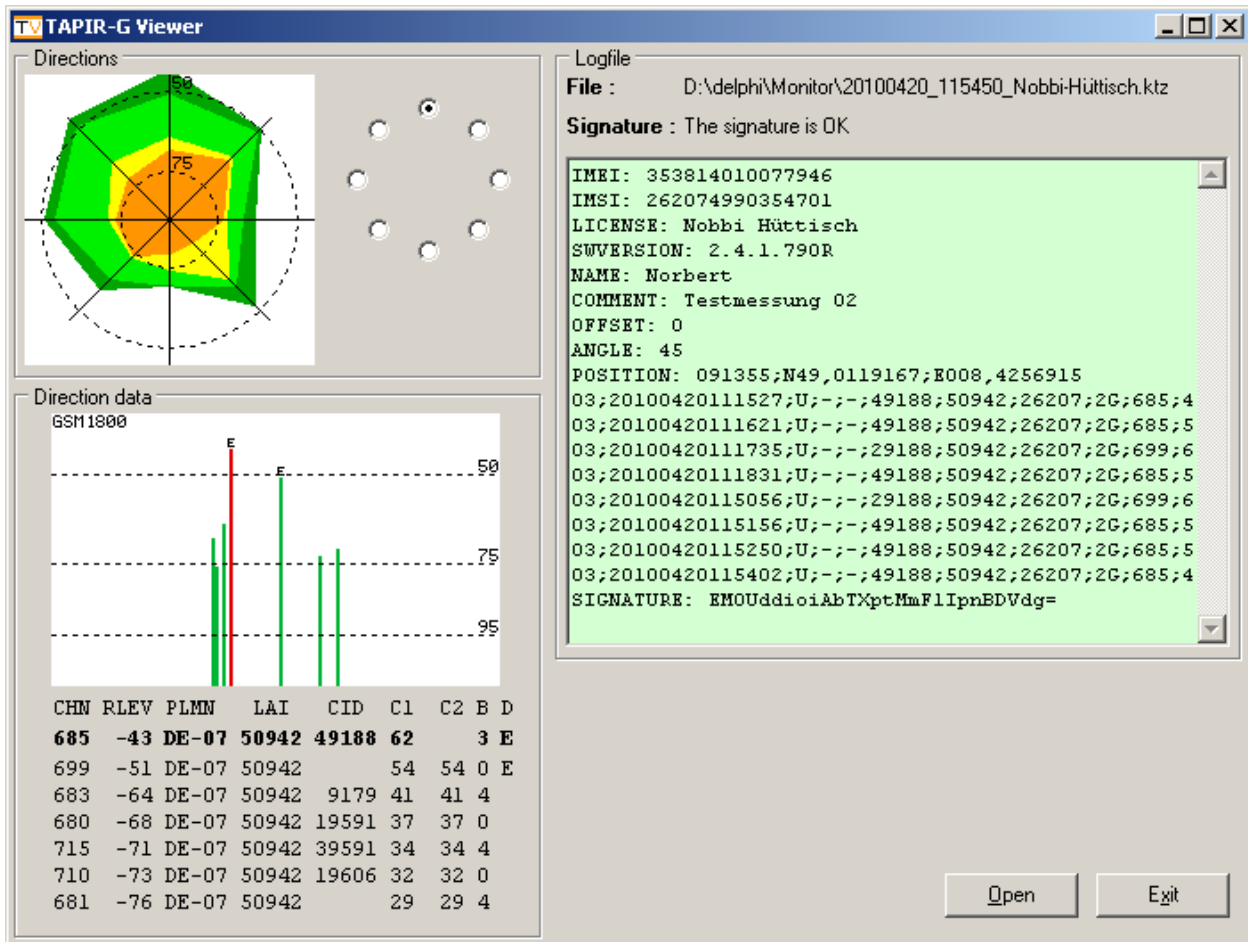 TV TAPIR-G Viewer
Directions
50
75
Direction data
GSM1800
E
E
50
75
95
CHN RLEV PLMN LAI CID C1 C2 B D
685 -43 DE-07 50942 49188 62 3 E
699 -51 DE-07 50942 54 54 0 E
683 -64 DE-07 50942 9179 41 41 4
680 -68 DE-07 50942 19591 37 37 0
715 -71 DE-07 50942 39591 34 34 4
710 -73 DE-07 50942 19606 32 32 0
681 -76 DE-07 50942 29 29 4
Logfile
File : D:\delphi\Monitor\20100420_115450_Nobbi-Hüttisch.ktz
Signature : The signature is OK
IMEI: 353814010077946
IMSI: 262074990354701
LICENSE: Nobbi Hüttisch
SWVERSION: 2.4.1.790R
NAME: Norbert
COMMENT: Testmessung 02
OFFSET: 0
ANGLE: 45
POSITION: 091355;N49,0119167;E008,4256915
03;20100420111527;U;-;-;49188;50942;26207;2G;685;4
03;20100420111621;U;-;-;49188;50942;26207;2G;685;5
03;20100420111735;U;-;-;29188;50942;26207;2G;699;6
03;20100420111831;U;-;-;49188;50942;26207;2G;685;5
03;20100420115056;U;-;-;29188;50942;26207;2G;699;6
03;20100420115156;U;-;-;49188;50942;26207;2G;685;5
03;20100420115250;U;-;-;49188;50942;26207;2G;685;5
03;20100420115402;U;-;-;49188;50942;26207;2G;685;4
SIGNATURE: EMOUddioiAbTXptMmFlIpnBDVdg=
Open
Exit